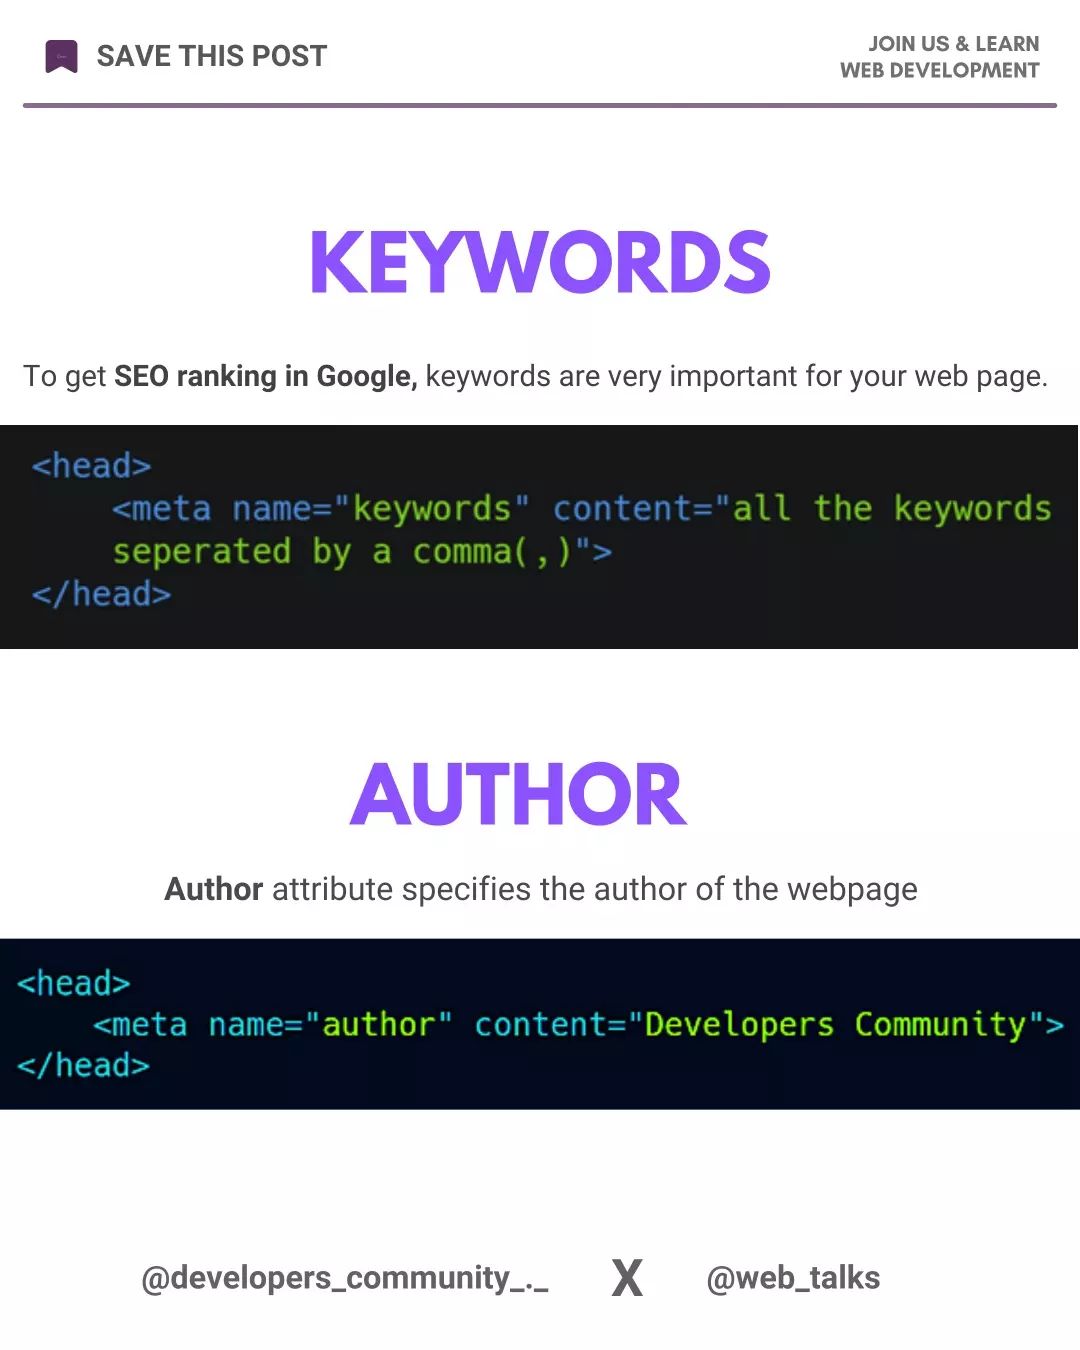 SAVE THIS POST
JOIN US & LEARN
WEB DEVELOPMENT
KEYWORDS
To get SEO ranking in Google, keywords are very important for your web page.
<head>
    <meta name="keywords" content="all the keywords
    seperated by a comma(,)">
</head>
AUTHOR
Author attribute specifies the author of the webpage
<head>
    <meta name="author" content="Developers Community">
</head>
@developers_community_._ X @web_talks